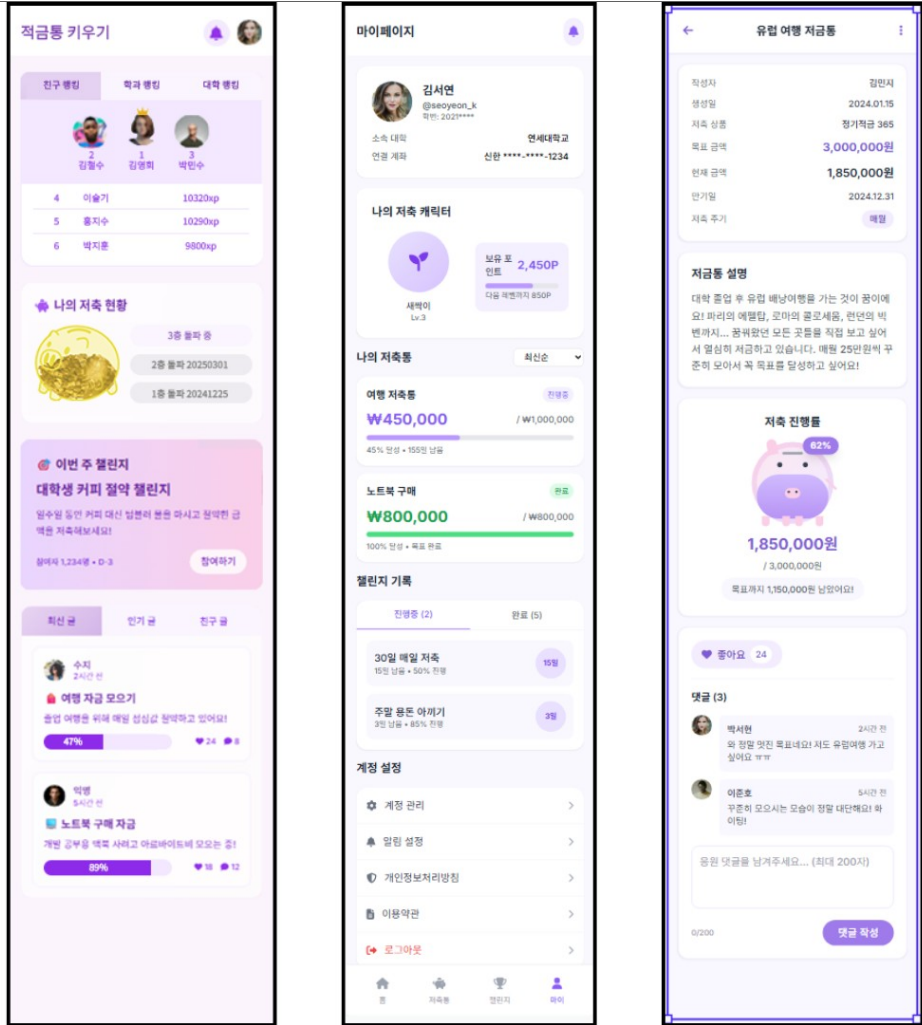 적금통 키우기
친구 랭킹
학과 랭킹
대학 랭킹
2
김철수
1
김영희
3
박민수
4 이슬기 10320xp
5 홍지수 10290xp
6 박지훈 9800xp
나의 저축 현황
3층 돌파 중
2층 돌파 20250301
1층 돌파 20241225
이번 주 챌린지
대학생 커피 절약 챌린지
일주일 동안 커피 대신 텀블러 물을 마시고 절약한 금
액을 저축해보세요!
참여자 1,234명 • D-3
참여하기
최신 글
인기 글
친구 글
수지
2시간 전
여행 자금 모으기
졸업 여행을 위해 매일 점심값 절약하고 있어요!
47%
24
8
익명
5시간 전
노트북 구매 자금
개발 공부용 맥북 사려고 아르바이트비 모으는 중!
89%
18
12
마이페이지
김서연
@seoyeon_k
학번: 2021****
소속 대학 연세대학교
연결 계좌 신한 ****-****-1234
나의 저축 캐릭터
새싹이
Lv.3
보유 포
인트
2,450P
다음 레벨까지 850P
나의 저축통
최신순
여행 저축통
진행중
₩450,000
/ ₩1,000,000
45% 달성 • 155일 남음
노트북 구매
완료
₩800,000
/ ₩800,000
100% 달성 • 목표 완료
챌린지 기록
진행중 (2)
완료 (5)
30일 매일 저축
15일 남음 • 50% 진행
15일
주말 용돈 아끼기
3일 남음 • 85% 진행
3일
계정 설정
계정 관리
알림 설정
개인정보처리방침
이용약관
로그아웃
홈
저축통
챌린지
마이
유럽 여행 저금통
작성자 김민지
생성일 2024.01.15
저축 상품 정기적금 365
목표 금액 3,000,000원
현재 금액 1,850,000원
만기일 2024.12.31
저축 주기 매월
저금통 설명
대학 졸업 후 유럽 배낭여행을 가는 것이 꿈이에
요! 파리의 에펠탑, 로마의 콜로세움, 런던의 빅
벤까지... 꿈꿔왔던 모든 곳들을 직접 보고 싶어
서 열심히 저금하고 있습니다. 매월 25만원씩 꾸
준히 모아서 꼭 목표를 달성하고 싶어요!
저축 진행률
62%
1,850,000원
/ 3,000,000원
목표까지 1,150,000원 남았어요!
좋아요 24
댓글 (3)
박서현
2시간 전
와 정말 멋진 목표네요! 저도 유럽여행 가고
싶어요 ㅠㅠ
이준호
5시간 전
꾸준히 모으시는 모습이 정말 대단해요! 화
이팅!
응원 댓글을 남겨주세요... (최대 200자)
0/200
댓글 작성